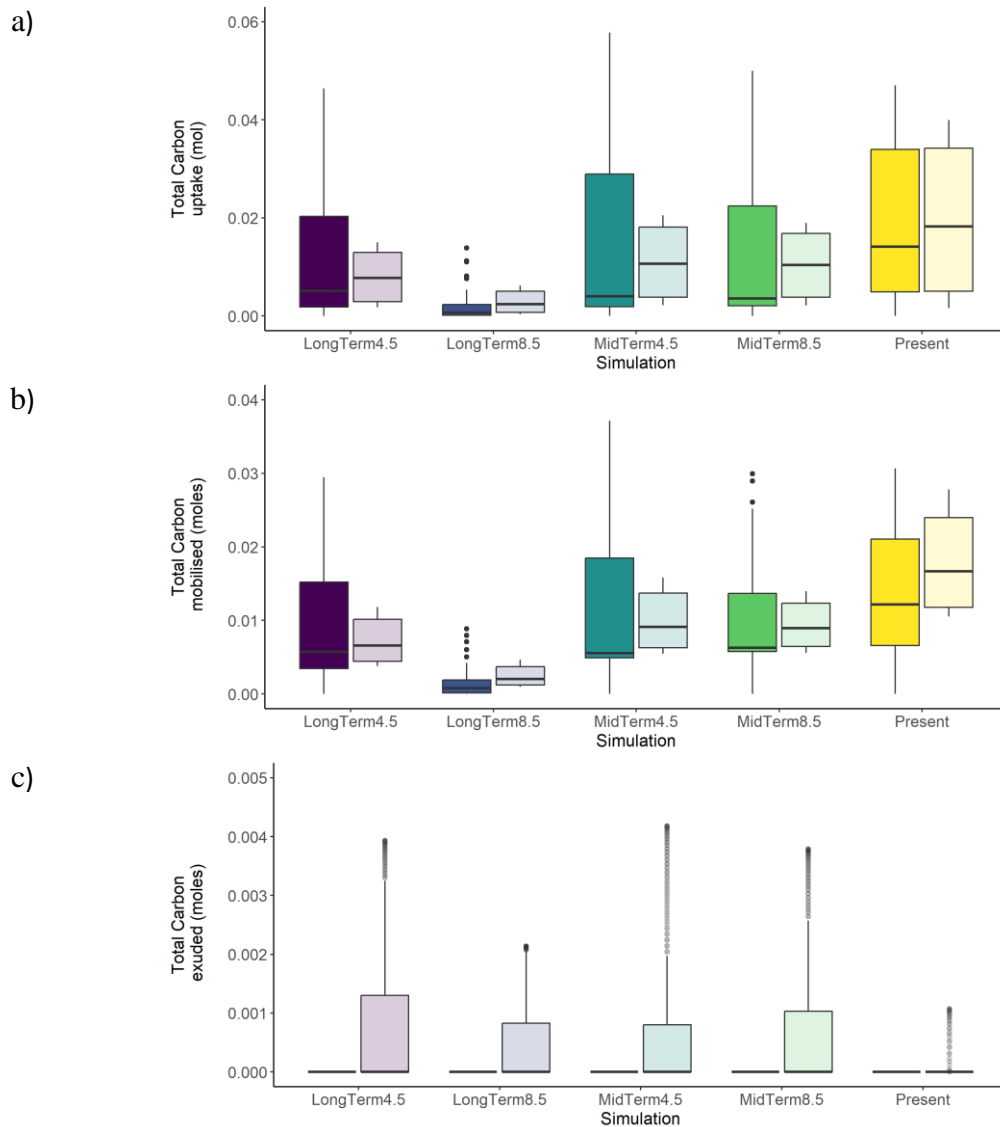 a)
Total Carbon
uptake (mol)
0.06
0.04
0.02
0.00
LongTerm4.5 LongTerm8.5 MidTerm4.5 MidTerm8.5 Present
Simulation
b)
Total Carbon
mobilised (moles)
0.04
0.03
0.02
0.01
0.00
LongTerm4.5 LongTerm8.5 MidTerm4.5 MidTerm8.5 Present
Simulation
c)
Total Carbon
exuded (moles)
0.005
0.004
0.003
0.002
0.001
0.000
LongTerm4.5 LongTerm8.5 MidTerm4.5 MidTerm8.5 Present
Simulation